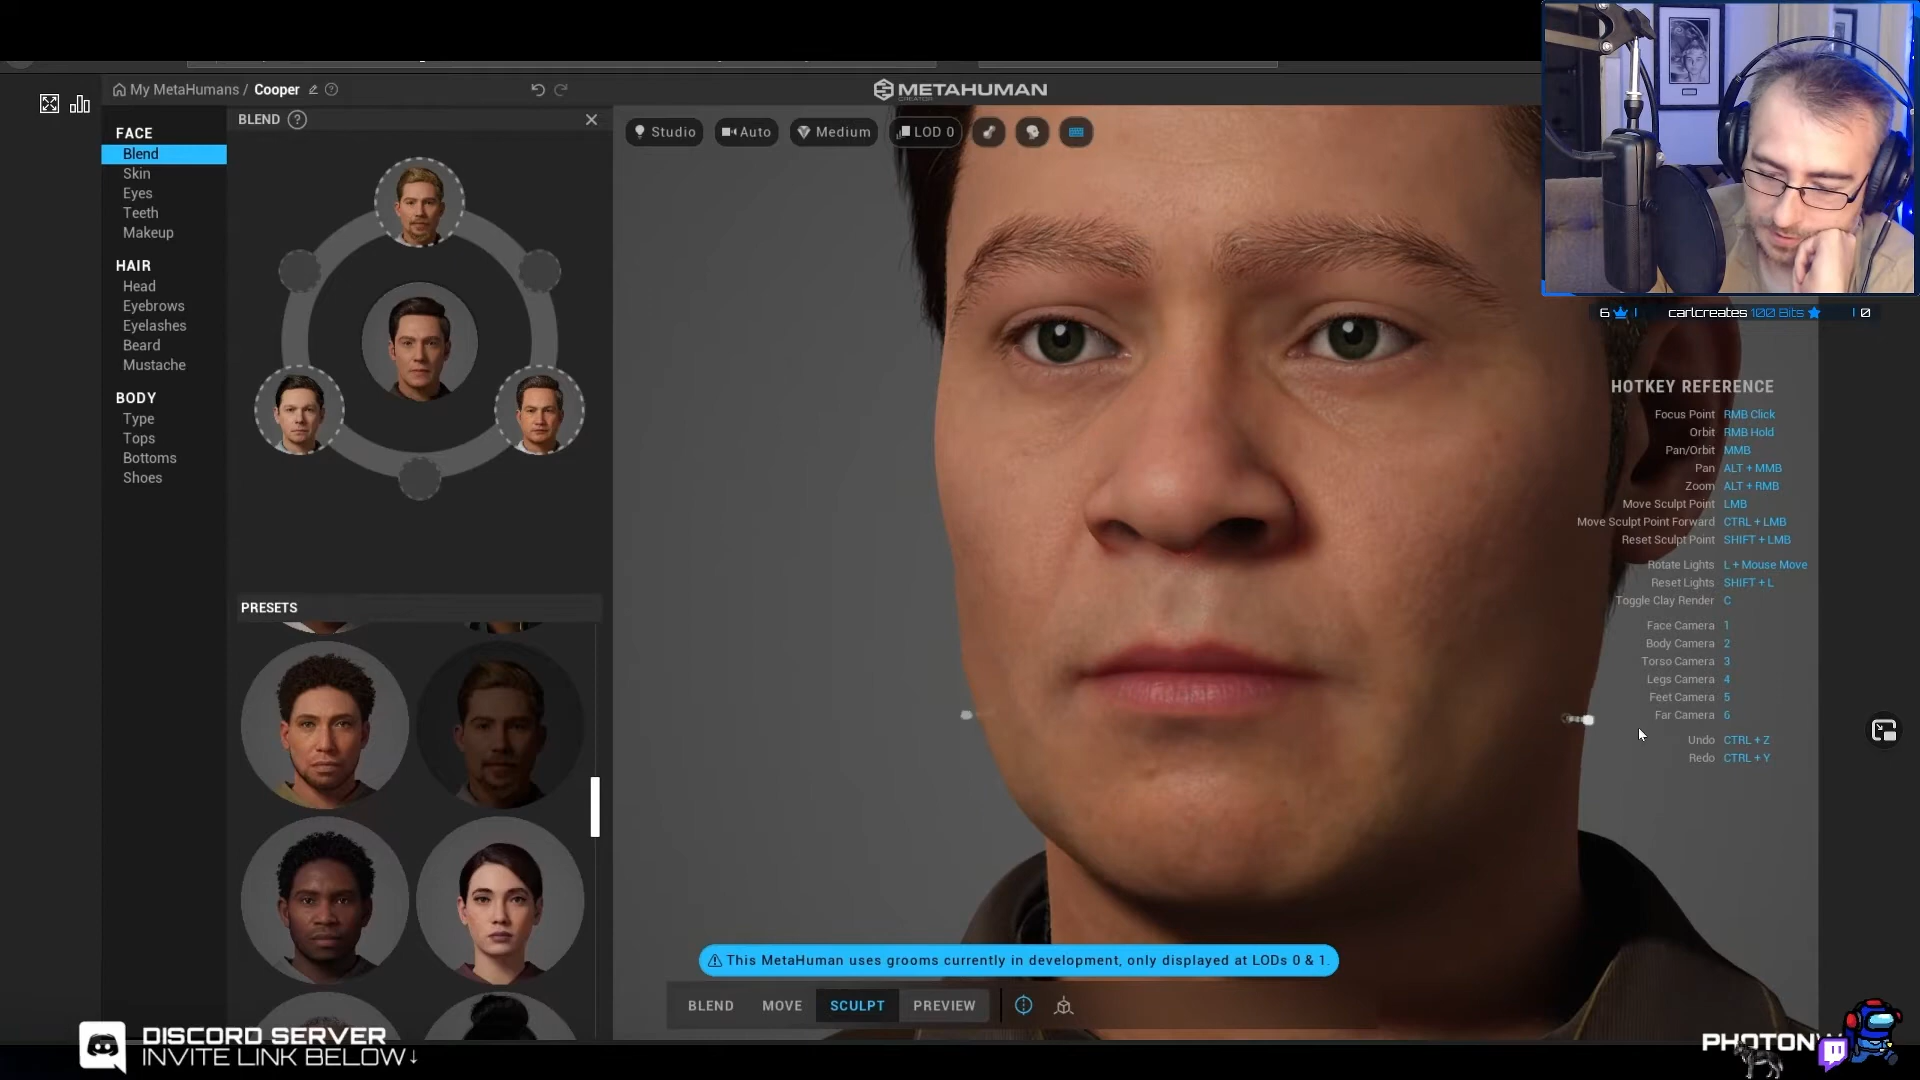 My MetaHumans / Cooper
METAHUMAN
CREATOR
FACE
Blend
Skin
Eyes
Teeth
Makeup
HAIR
Head
Eyebrows
Eyelashes
Beard
Mustache
BODY
Type
Tops
Bottoms
Shoes
BLEND ?
PRESETS
Studio
Auto
Medium
LOD 0
6
carlcreates 100 Bits
0
HOTKEY REFERENCE
Focus Point RMB Click
Orbit RMB Hold
Pan/Orbit MMB
Pan ALT + MMB
Zoom ALT + RMB
Move Sculpt Point LMB
Move Sculpt Point Forward CTRL + LMB
Reset Sculpt Point SHIFT + LMB
Rotate Lights L + Mouse Move
Reset Lights SHIFT + L
Toggle Clay Render C
Face Camera 1
Body Camera 2
Torso Camera 3
Legs Camera 4
Feet Camera 5
Far Camera 6
Undo CTRL + Z
Redo CTRL + Y
This MetaHuman uses grooms currently in development, only displayed at LODs 0 & 1.
BLEND
MOVE
SCULPT
PREVIEW
DISCORD SERVER
INVITE LINK BELOW↓